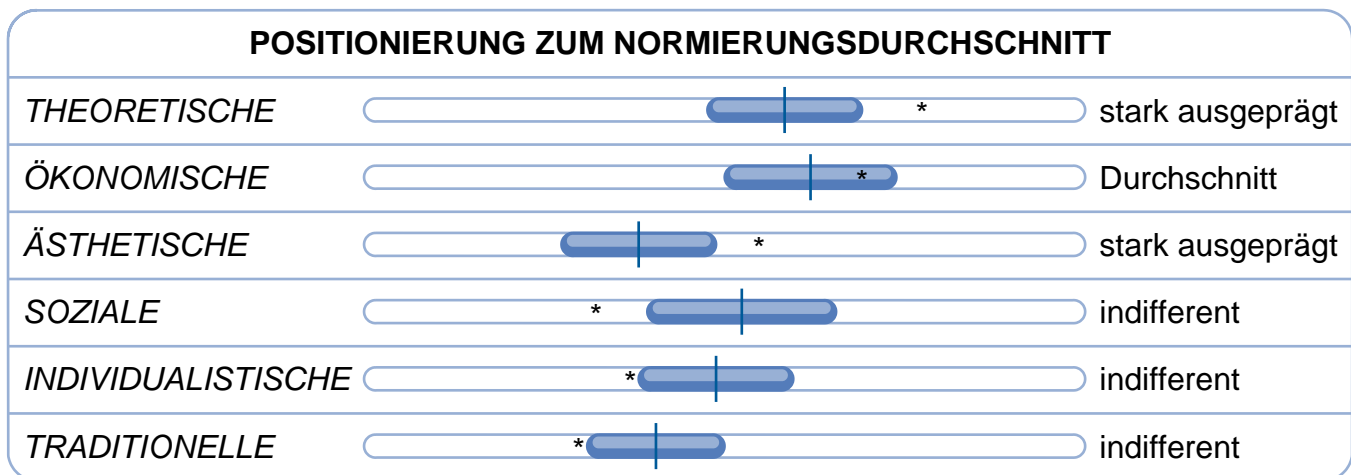 POSITIONIERUNG ZUM NORMIERUNGSDURCHSCHNITT
THEORETISCHE * stark ausgeprägt
ÖKONOMISCHE * Durchschnitt
ÄSTHETISCHE * stark ausgeprägt
SOZIALE * indifferent
INDIVIDUALISTISCHE * indifferent
TRADITIONELLE * indifferent